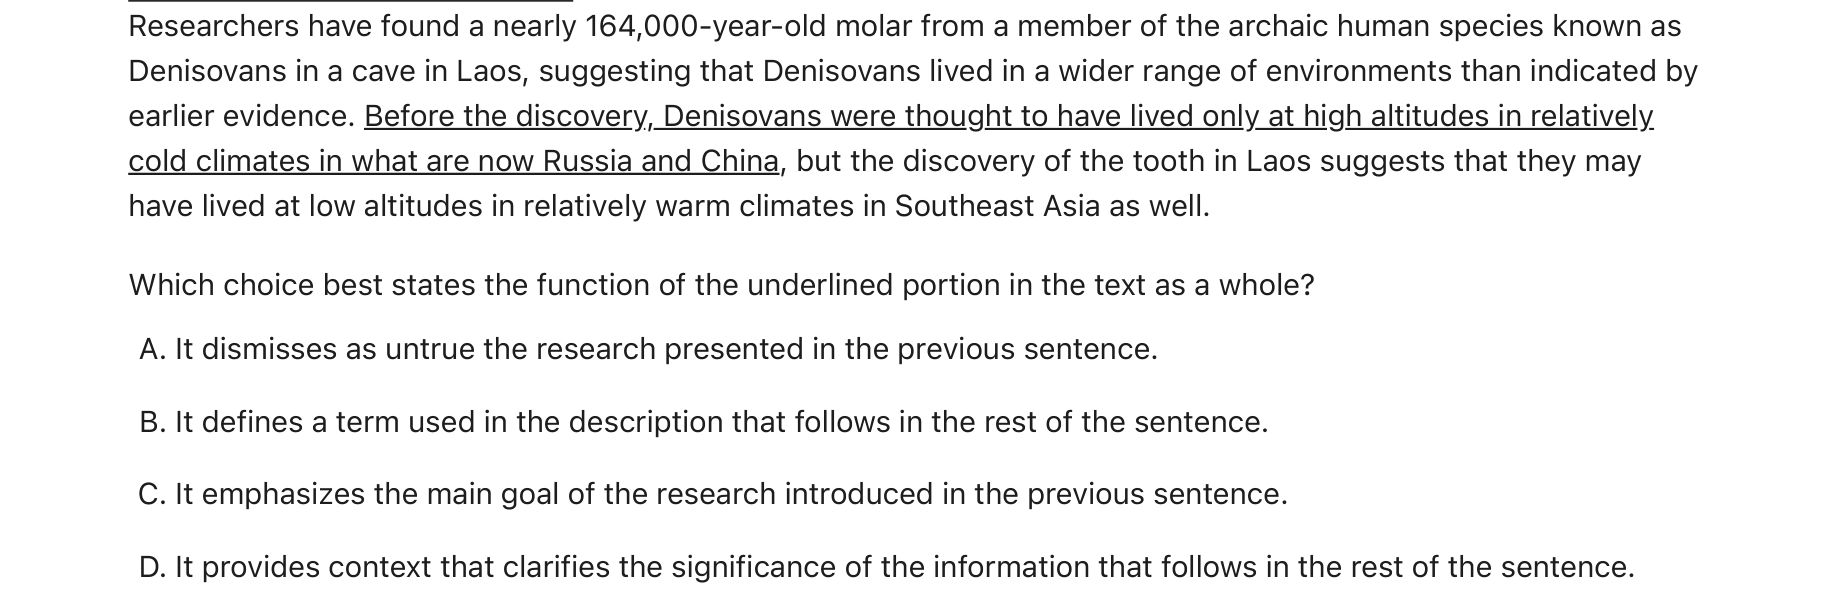 Researchers have found a nearly 164,000-year-old molar from a member of the archaic human species known as
Denisovans in a cave in Laos, suggesting that Denisovans lived in a wider range of environments than indicated by
earlier evidence. Before the discovery, Denisovans were thought to have lived only at high altitudes in relatively
cold climates in what are now Russia and China, but the discovery of the tooth in Laos suggests that they may
have lived at low altitudes in relatively warm climates in Southeast Asia as well.
Which choice best states the function of the underlined portion in the text as a whole?
A. It dismisses as untrue the research presented in the previous sentence.
B. It defines a term used in the description that follows in the rest of the sentence.
C. It emphasizes the main goal of the research introduced in the previous sentence.
D. It provides context that clarifies the significance of the information that follows in the rest of the sentence.